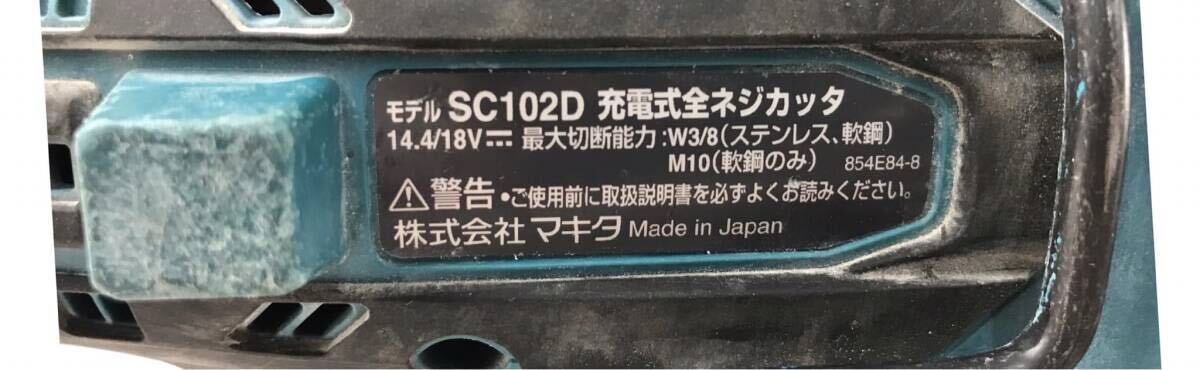 モデル SC102D 充電式全ネジカッタ
14.4/18V⎓ 最大切断能力:W3/8(ステンレス、軟鋼)
M10(軟鋼のみ) 854E84-8
⚠警告・ご使用前に取扱説明書を必ずよくお読みください。
株式会社 マキタ Made in Japan